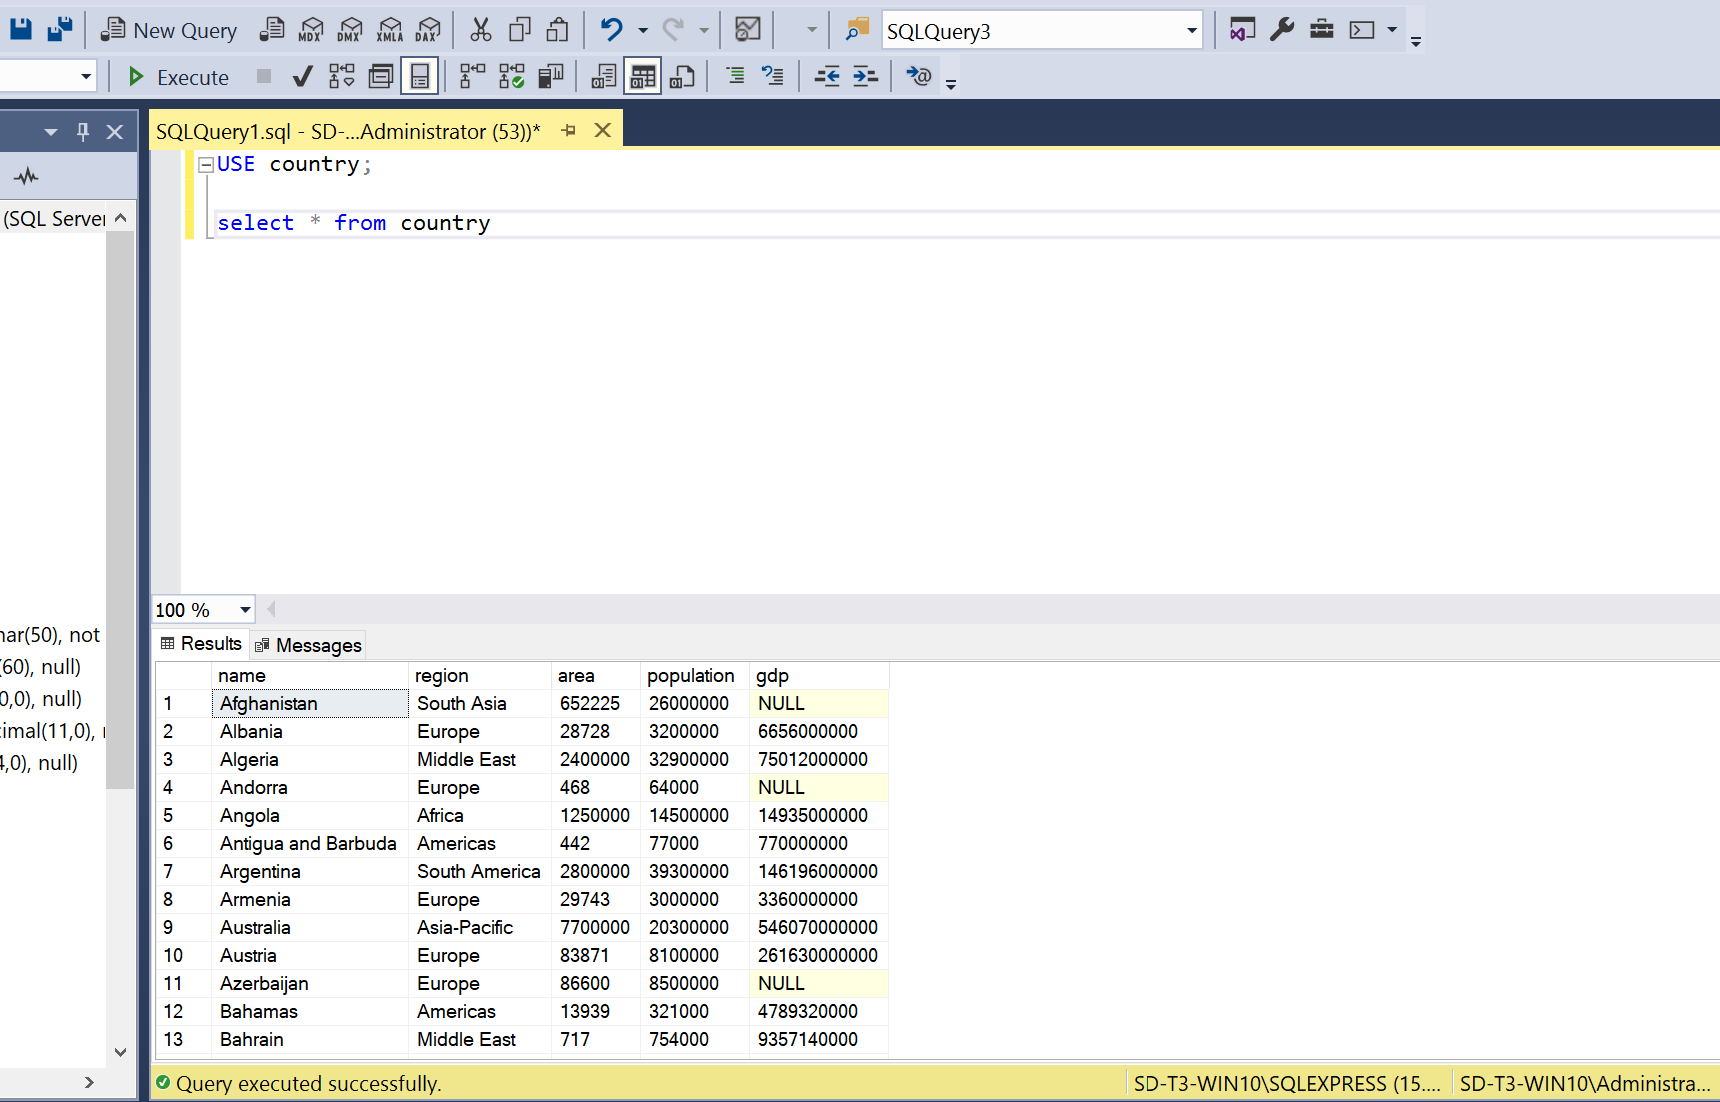 New Query MDX DMX XMLA DAX SQLQuery3
Execute
SQLQuery1.sql - SD-...Administrator (53))*
USE country;
(SQL Server
select * from country
100 %
har(50), not
(60), null)
0,0), null)
imal(11,0), 
4,0), null)
Results Messages
name region area population gdp
1 Afghanistan South Asia 652225 26000000 NULL
2 Albania Europe 28728 3200000 6656000000
3 Algeria Middle East 2400000 32900000 75012000000
4 Andorra Europe 468 64000 NULL
5 Angola Africa 1250000 14500000 14935000000
6 Antigua and Barbuda Americas 442 77000 770000000
7 Argentina South America 2800000 39300000 146196000000
8 Armenia Europe 29743 3000000 3360000000
9 Australia Asia-Pacific 7700000 20300000 546070000000
10 Austria Europe 83871 8100000 261630000000
11 Azerbaijan Europe 86600 8500000 NULL
12 Bahamas Americas 13939 321000 4789320000
13 Bahrain Middle East 717 754000 9357140000
Query executed successfully. SD-T3-WIN10\SQLEXPRESS (15.... SD-T3-WIN10\Administra...